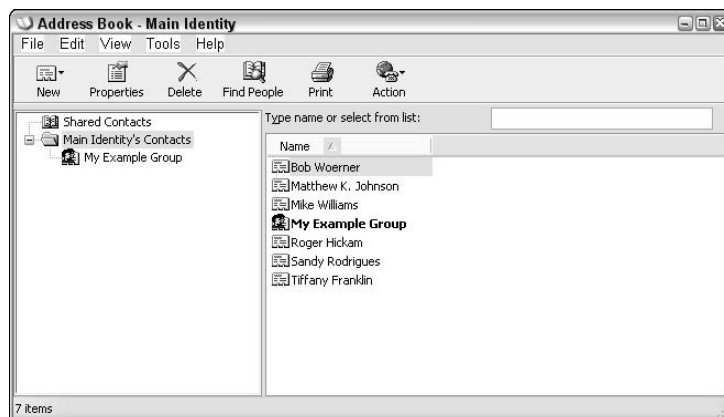 Address Book - Main Identity
File Edit View Tools Help
New Properties Delete Find People Print Action
Shared Contacts
Main Identity's Contacts
My Example Group
Type name or select from list:
Name
Bob Woerner
Matthew K. Johnson
Mike Williams
My Example Group
Roger Hickam
Sandy Rodrigues
Tiffany Franklin
7 items